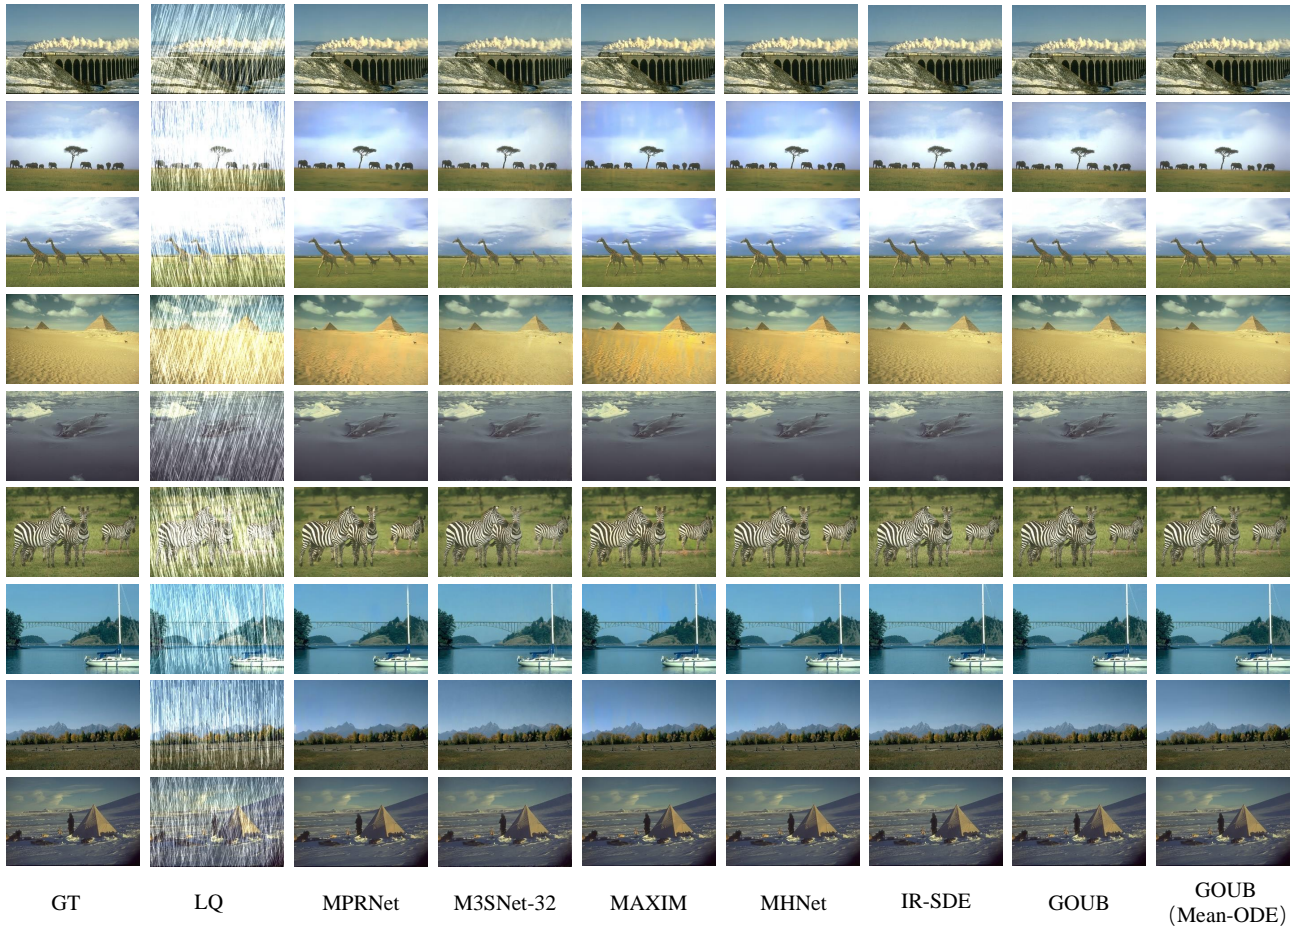 GT
LQ
MPRNet
M3SNet-32
MAXIM
MHNet
IR-SDE
GOUB
GOUB
(Mean-ODE)